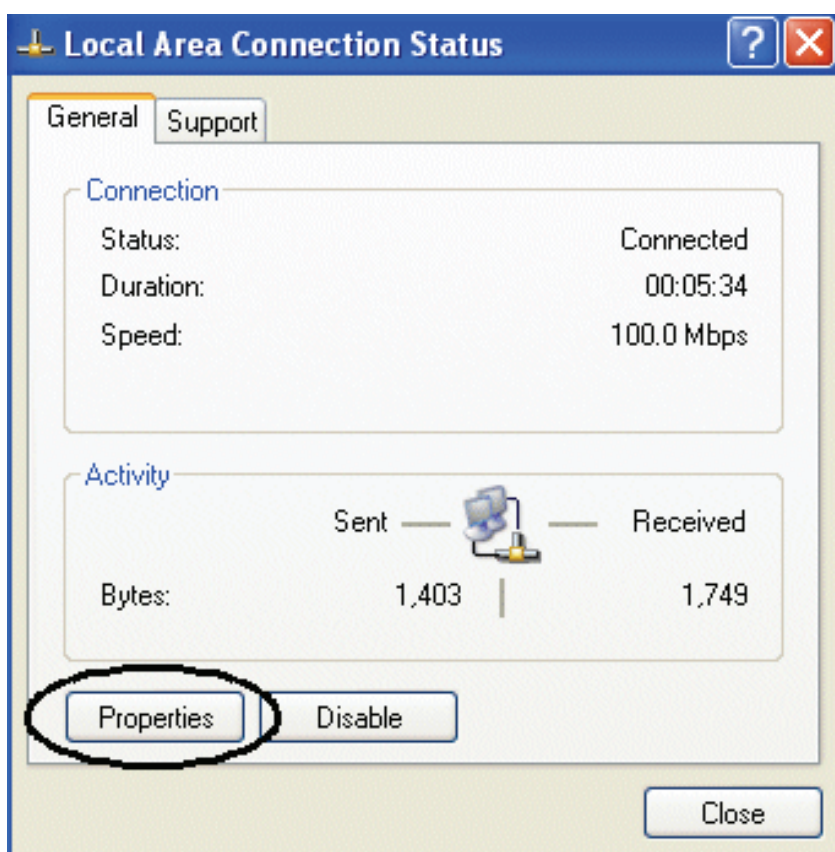 Local Area Connection Status ?
General Support
Connection
Status: Connected
Duration: 00:05:34
Speed: 100.0 Mbps
Activity
Sent Received
Bytes: 1,403 1,749
Properties Disable
Close